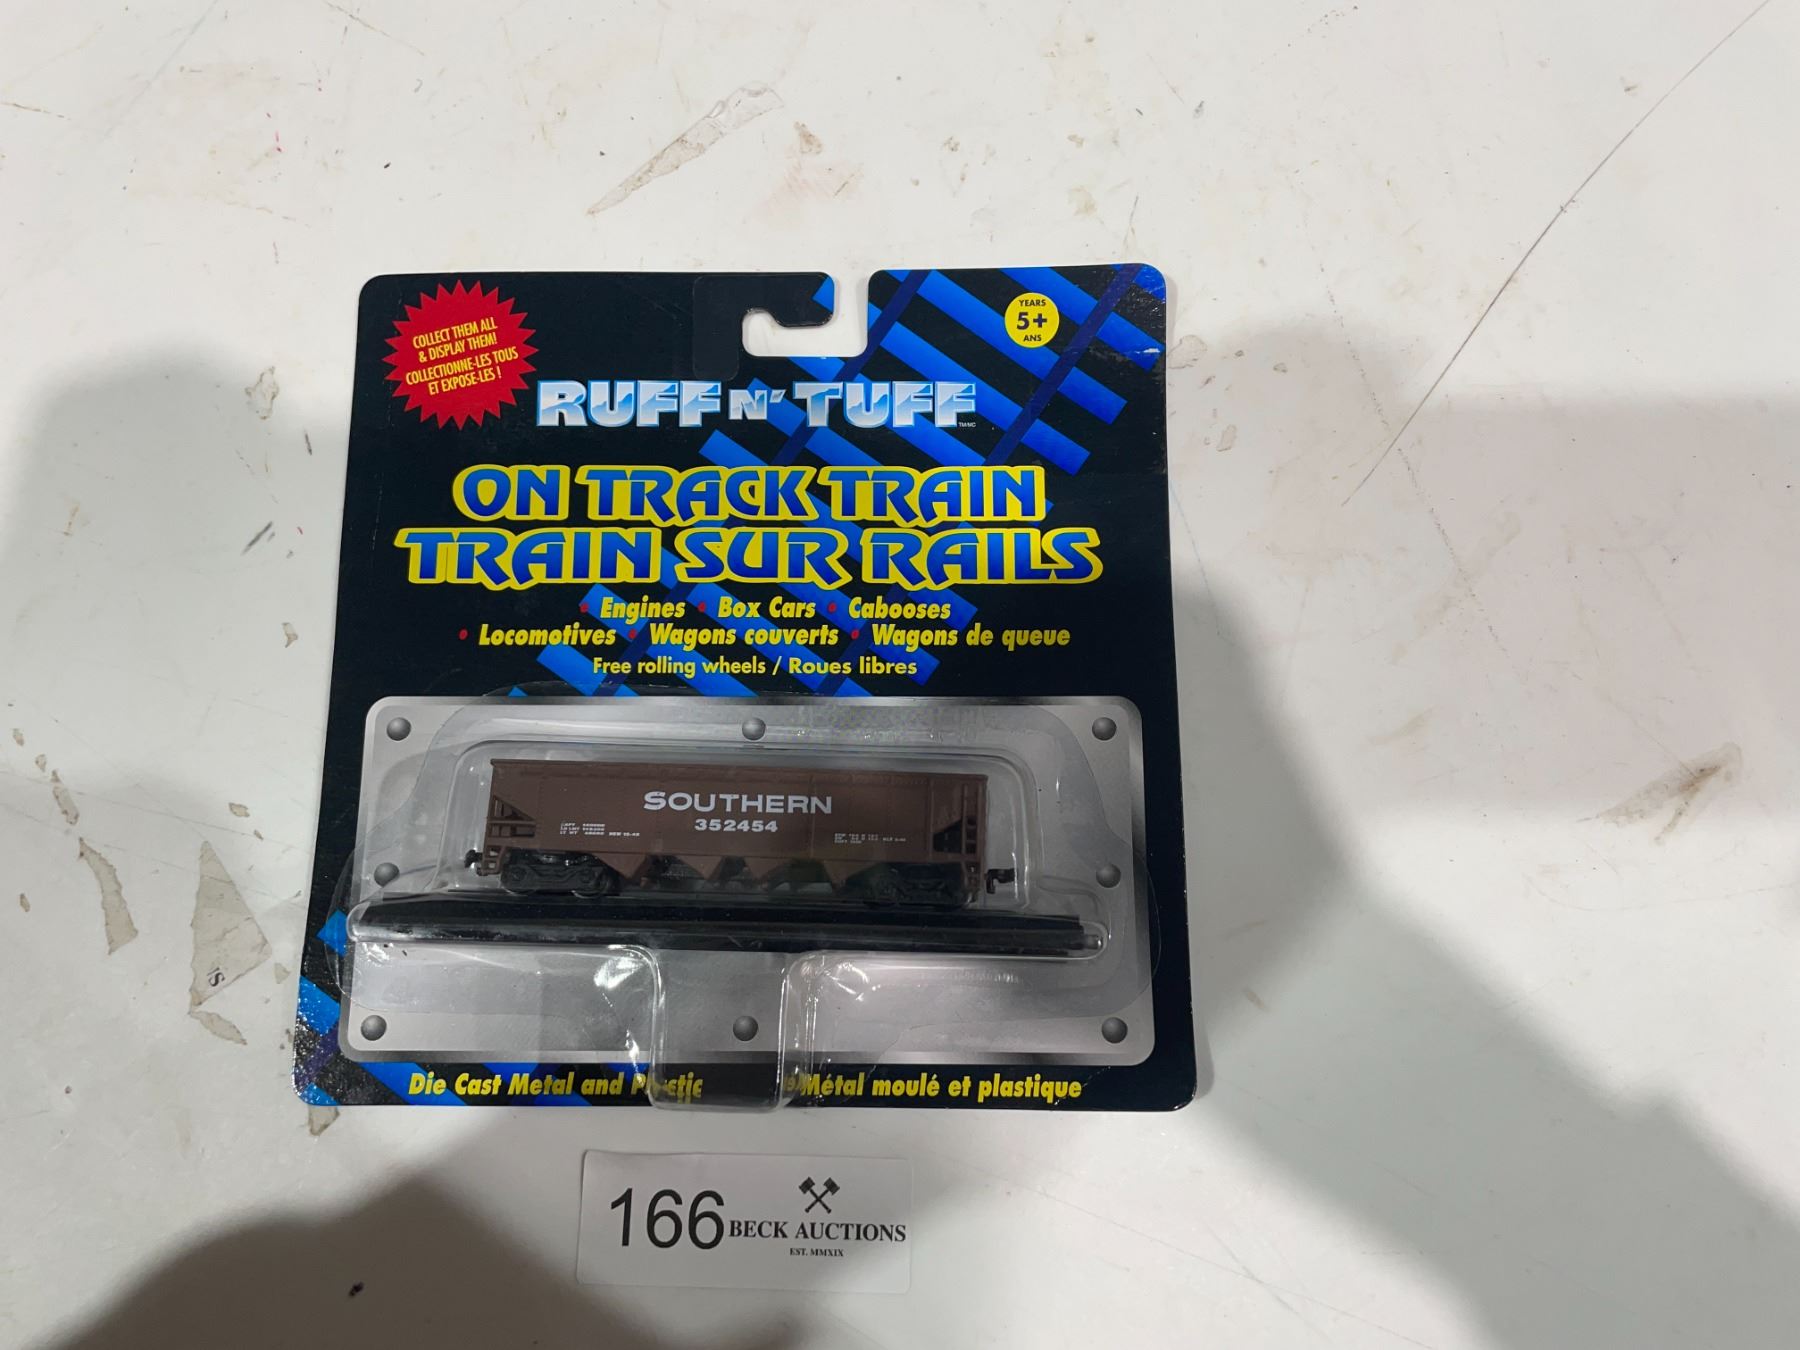 COLLECT THEM ALL
& DISPLAY THEM!
COLLECTIONNE-LES TOUS
ET EXPOSE-LES !
YEARS
5+
ANS
RUFF N' TUFF
ON TRACK TRAIN
TRAIN SUR RAILS
• Engines • Box Cars • Cabooses
• Locomotives • Wagons couverts • Wagons de queue
Free rolling wheels / Roues libres
SOUTHERN
352454
Die Cast Metal and Plastic
Métal moulé et plastique
166
BECK AUCTIONS
EST. MMXIX